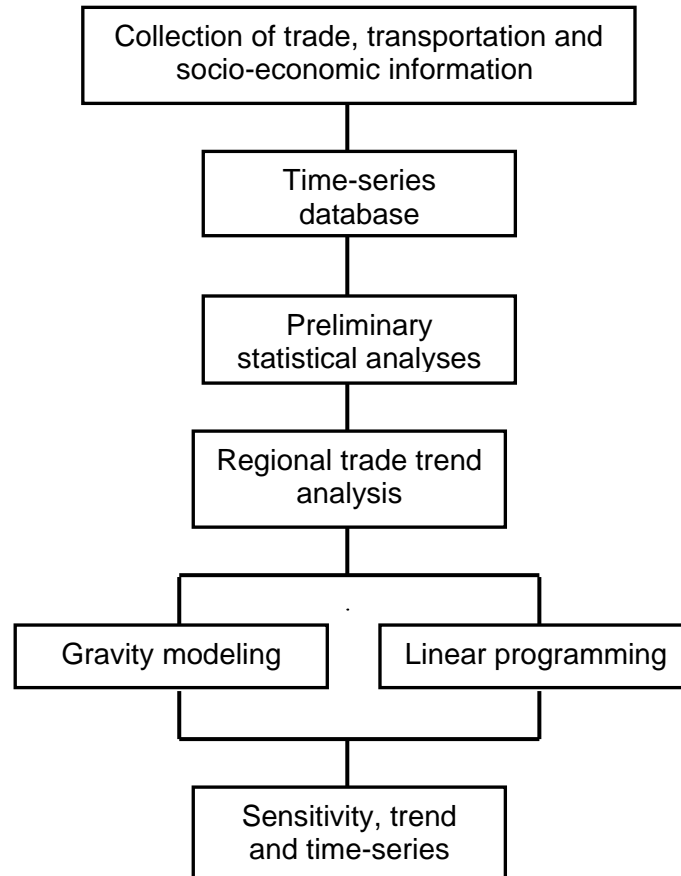 Collection of trade, transportation and
socio-economic information
Time-series
database
Preliminary
statistical analyses
Regional trade trend
analysis
Gravity modeling
Linear programming
Sensitivity, trend
and time-series